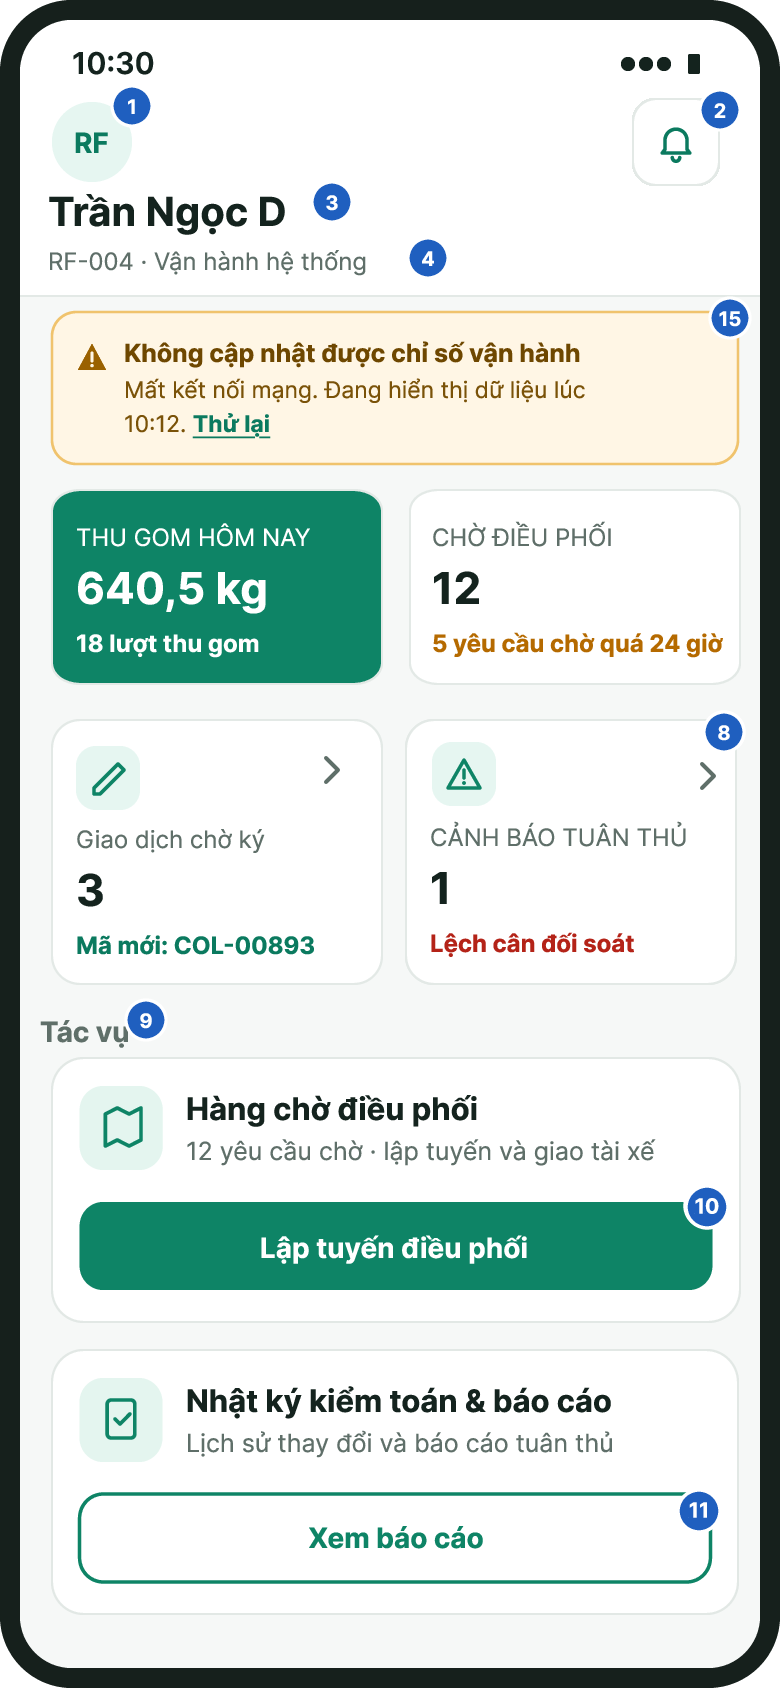 10:30
1
RF
2
Trần Ngọc D
3
RF-004 · Vận hành hệ thống
4
15
Không cập nhật được chỉ số vận hành
Mất kết nối mạng. Đang hiển thị dữ liệu lúc
10:12. Thử lại
THU GOM HÔM NAY
640,5 kg
18 lượt thu gom
CHỜ ĐIỀU PHỐI
12
5 yêu cầu chờ quá 24 giờ
Giao dịch chờ ký
3
Mã mới: COL-00893
8
CẢNH BÁO TUÂN THỦ
1
Lệch cân đối soát
Tác vụ
9
Hàng chờ điều phối
12 yêu cầu chờ · lập tuyến và giao tài xế
10
Lập tuyến điều phối
Nhật ký kiểm toán & báo cáo
Lịch sử thay đổi và báo cáo tuân thủ
11
Xem báo cáo